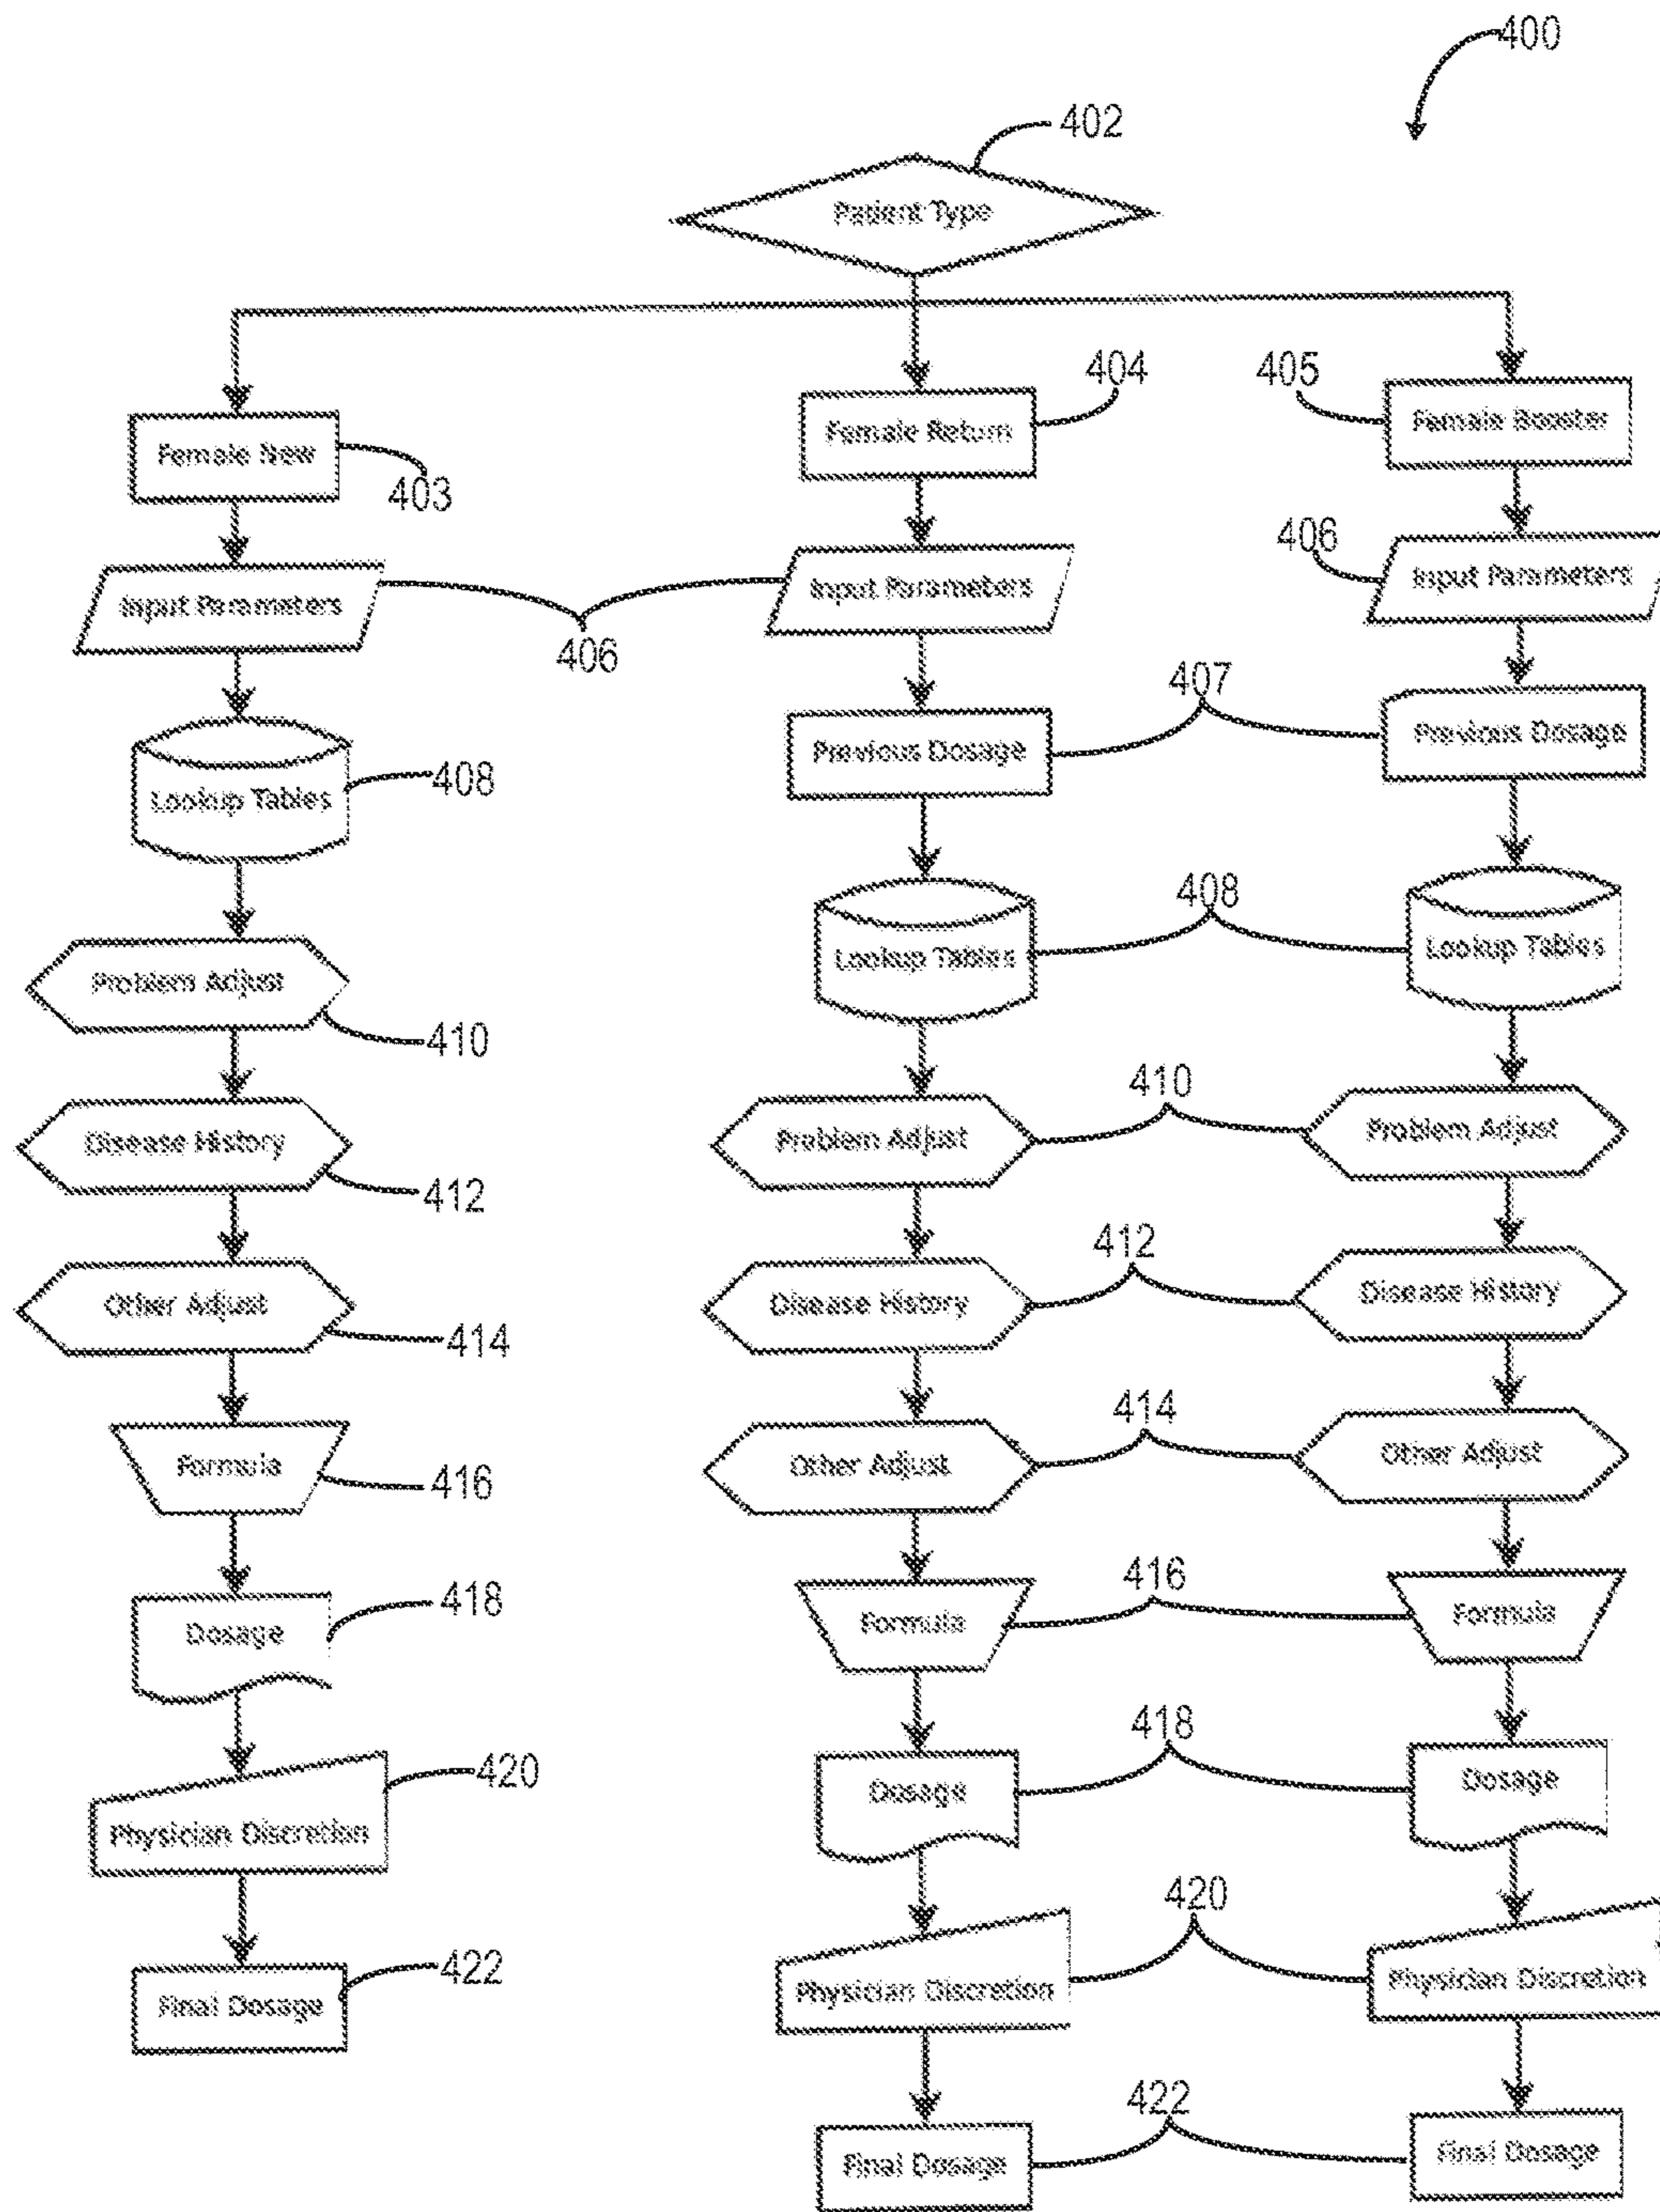 400
402
Patient Type
404
405
Female New
Female Return
Female Booster
403
406
Input Parameters
Input Parameters
Input Parameters
406
407
Previous Dosage
Previous Dosage
Lookup Tables
408
408
Lookup Tables
Lookup Tables
Problem Adjust
410
410
Problem Adjust
Problem Adjust
Disease History
412
412
Disease History
Disease History
Other Adjust
414
414
Other Adjust
Other Adjust
Formula
416
416
Formula
Formula
Dosage
418
418
Dosage
Dosage
Physician Discretion
420
420
Physician Discretion
Physician Discretion
Final Dosage
422
422
Final Dosage
Final Dosage